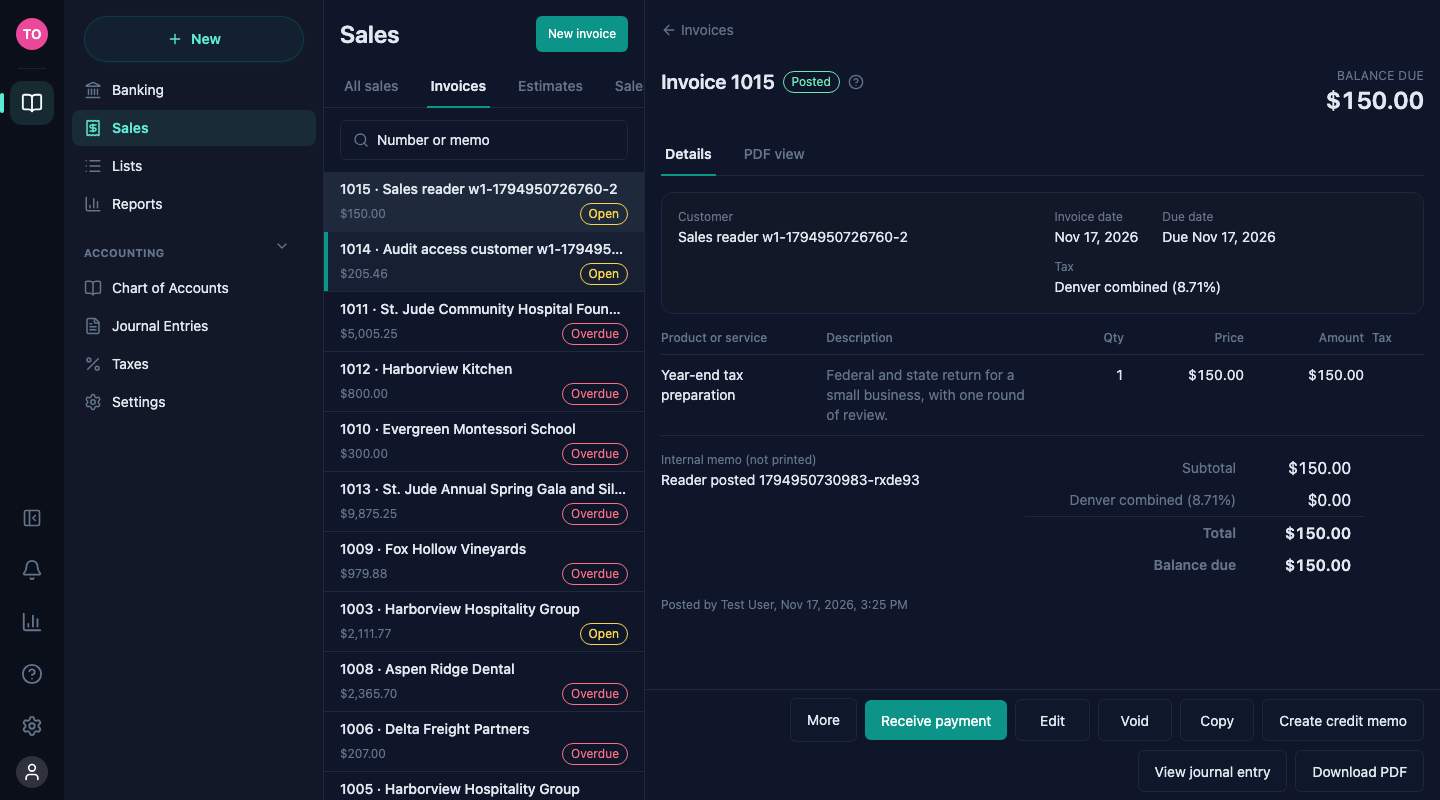 TO
New
Banking
Sales
Lists
Reports
ACCOUNTING
Chart of Accounts
Journal Entries
Taxes
Settings
Sales
New invoice
All sales
Invoices
Estimates
Sale
Number or memo
1015 · Sales reader w1-1794950726760-2
$150.00
Open
1014 · Audit access customer w1-179495...
$205.46
Open
1011 · St. Jude Community Hospital Foun...
$5,005.25
Overdue
1012 · Harborview Kitchen
$800.00
Overdue
1010 · Evergreen Montessori School
$300.00
Overdue
1013 · St. Jude Annual Spring Gala and Sil...
$9,875.25
Overdue
1009 · Fox Hollow Vineyards
$979.88
Overdue
1003 · Harborview Hospitality Group
$2,111.77
Open
1008 · Aspen Ridge Dental
$2,365.70
Overdue
1006 · Delta Freight Partners
$207.00
Overdue
1005 · Harborview Hospitality Group
Invoices
Invoice 1015
Posted
BALANCE DUE
$150.00
Details
PDF view
Customer
Sales reader w1-1794950726760-2
Invoice date
Nov 17, 2026
Due date
Due Nov 17, 2026
Tax
Denver combined (8.71%)
Product or service
Description
Qty
Price
Amount
Tax
Year-end tax
preparation
Federal and state return for a
small business, with one round
of review.
1
$150.00
$150.00
Internal memo (not printed)
Reader posted 1794950730983-rxde93
Subtotal
$150.00
Denver combined (8.71%)
$0.00
Total
$150.00
Balance due
$150.00
Posted by Test User, Nov 17, 2026, 3:25 PM
More
Receive payment
Edit
Void
Copy
Create credit memo
View journal entry
Download PDF